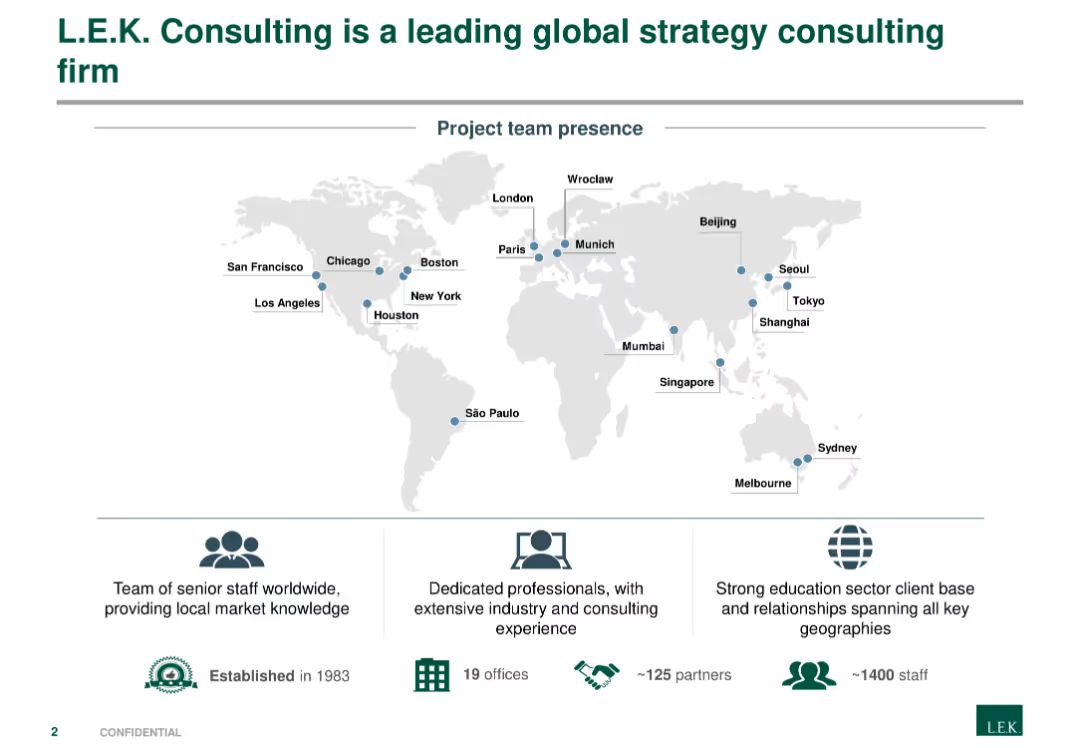 L.E.K. Consulting is a leading global strategy consulting
firm
Project team presence
Wroclaw
London
Beijing
Paris
Munich
San Francisco
Chicago
Boston
Seoul
Los Angeles
New York
Tokyo
Houston
Shanghai
Mumbai
Singapore
São Paulo
Sydney
Melbourne
Team of senior staff worldwide,
providing local market knowledge
Dedicated professionals, with
extensive industry and consulting
experience
Strong education sector client base
and relationships spanning all key
geographies
Established in 1983
19 offices
~125 partners
~1400 staff
2
CONFIDENTIAL
L.E.K.